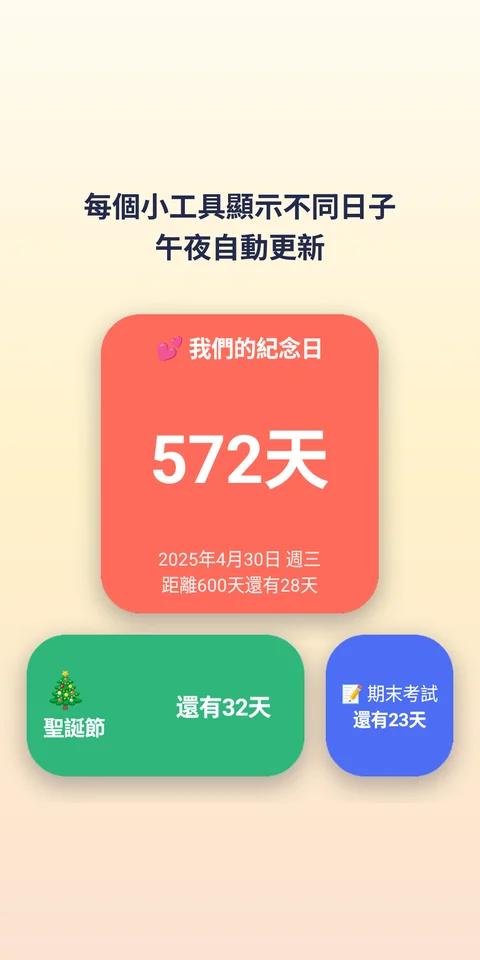 每個小工具顯示不同日子
午夜自動更新
我們的紀念日
572天
2025年4月30日 週三
距離600天還有28天
聖誕節
還有32天
期末考試
還有23天